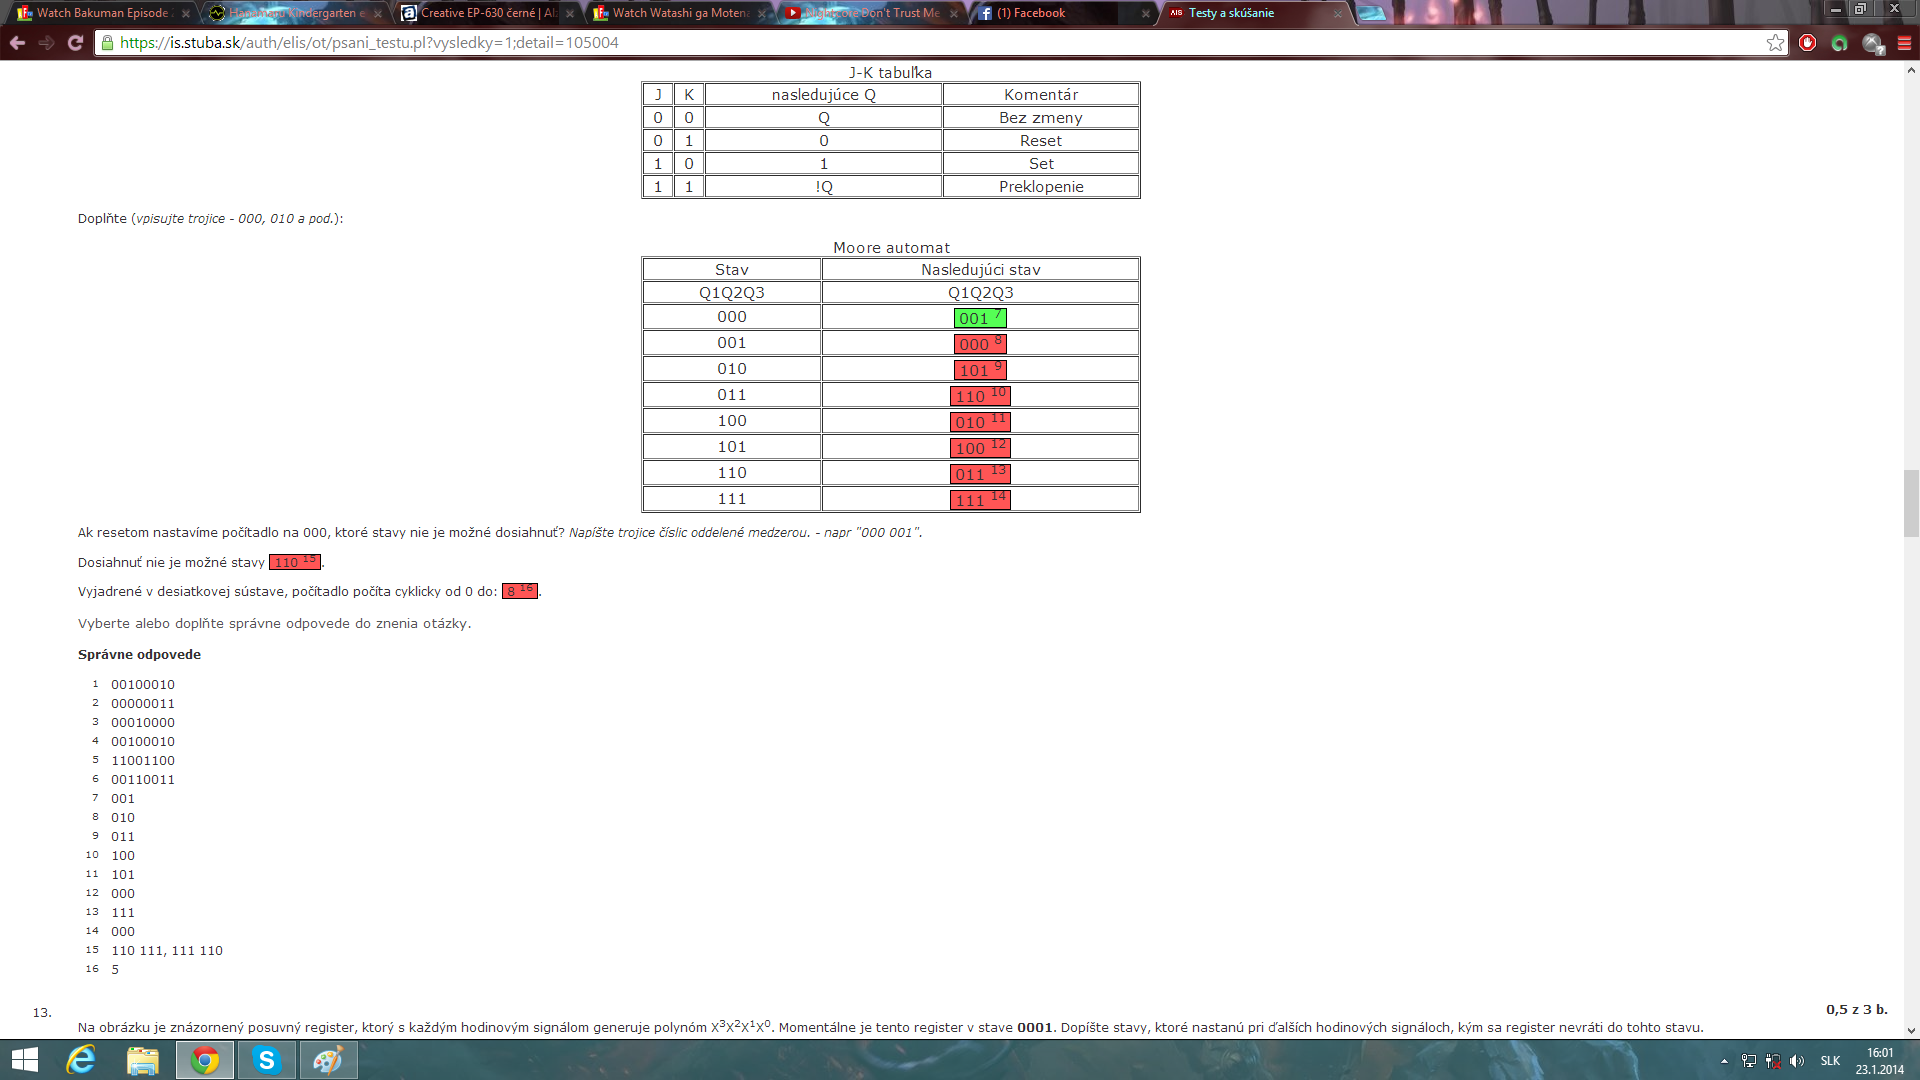 Watch Bakuman Episode
Hanamaru Kindergarten e
Creative EP-630 černé | Ab
Watch Watashi ga Motena
Don't Trust Me
(1) Facebook
AIS Testy a skúšanie
https://is.stuba.sk/auth/elis/ot/psani_testu.pl?vysledky=1;detail=105004
J-K tabuľka
J K nasledujúce Q Komentár
0 0 Q Bez zmeny
0 1 0 Reset
1 0 1 Set
1 1 !Q Preklopenie
Doplňte (vpisujte trojice - 000, 010 a pod.):
Moore automat
Stav Nasledujúci stav
Q1Q2Q3 Q1Q2Q3
000 001 7
001 000 8
010 101 9
011 110 10
100 010 11
101 100 12
110 011 13
111 111 14
Ak resetom nastavíme počítadlo na 000, ktoré stavy nie je možné dosiahnuť? Napíšte trojice číslic oddelené medzerou. - napr "000 001".
Dosiahnuť nie je možné stavy 110 15.
Vyjadrené v desiatkovej sústave, počítadlo počíta cyklicky od 0 do: 8 16.
Vyberte alebo doplňte správne odpovede do znenia otázky.
Správne odpovede
1 00100010
2 00000011
3 00010000
4 00100010
5 11001100
6 00110011
7 001
8 010
9 011
10 100
11 101
12 000
13 111
14 000
15 110 111, 111 110
16 5
13. 0,5 z 3 b.
Na obrázku je znázornený posuvný register, ktorý s každým hodinovým signálom generuje polynóm X³X²X¹X⁰. Momentálne je tento register v stave 0001. Dopíšte stavy, ktoré nastanú pri ďalších hodinových signáloch, kým sa register nevráti do tohto stavu.
SLK
16:01
23.1.2014